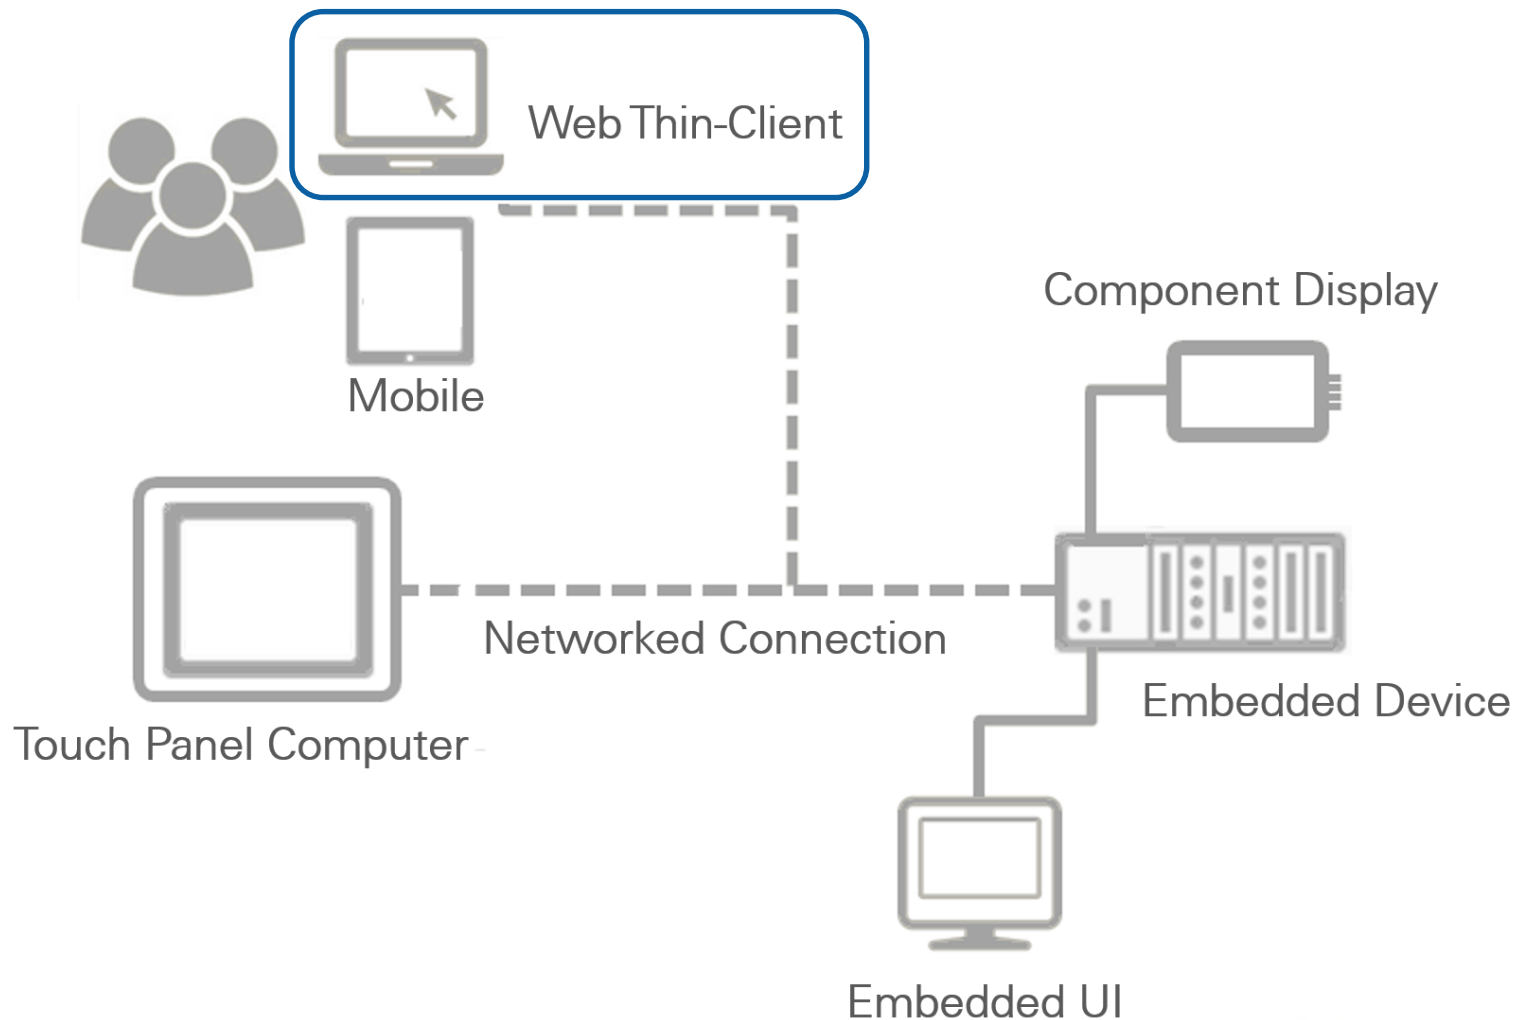 Web Thin-Client
Component Display
Mobile
Networked Connection
Embedded Device
Touch Panel Computer
Embedded UI